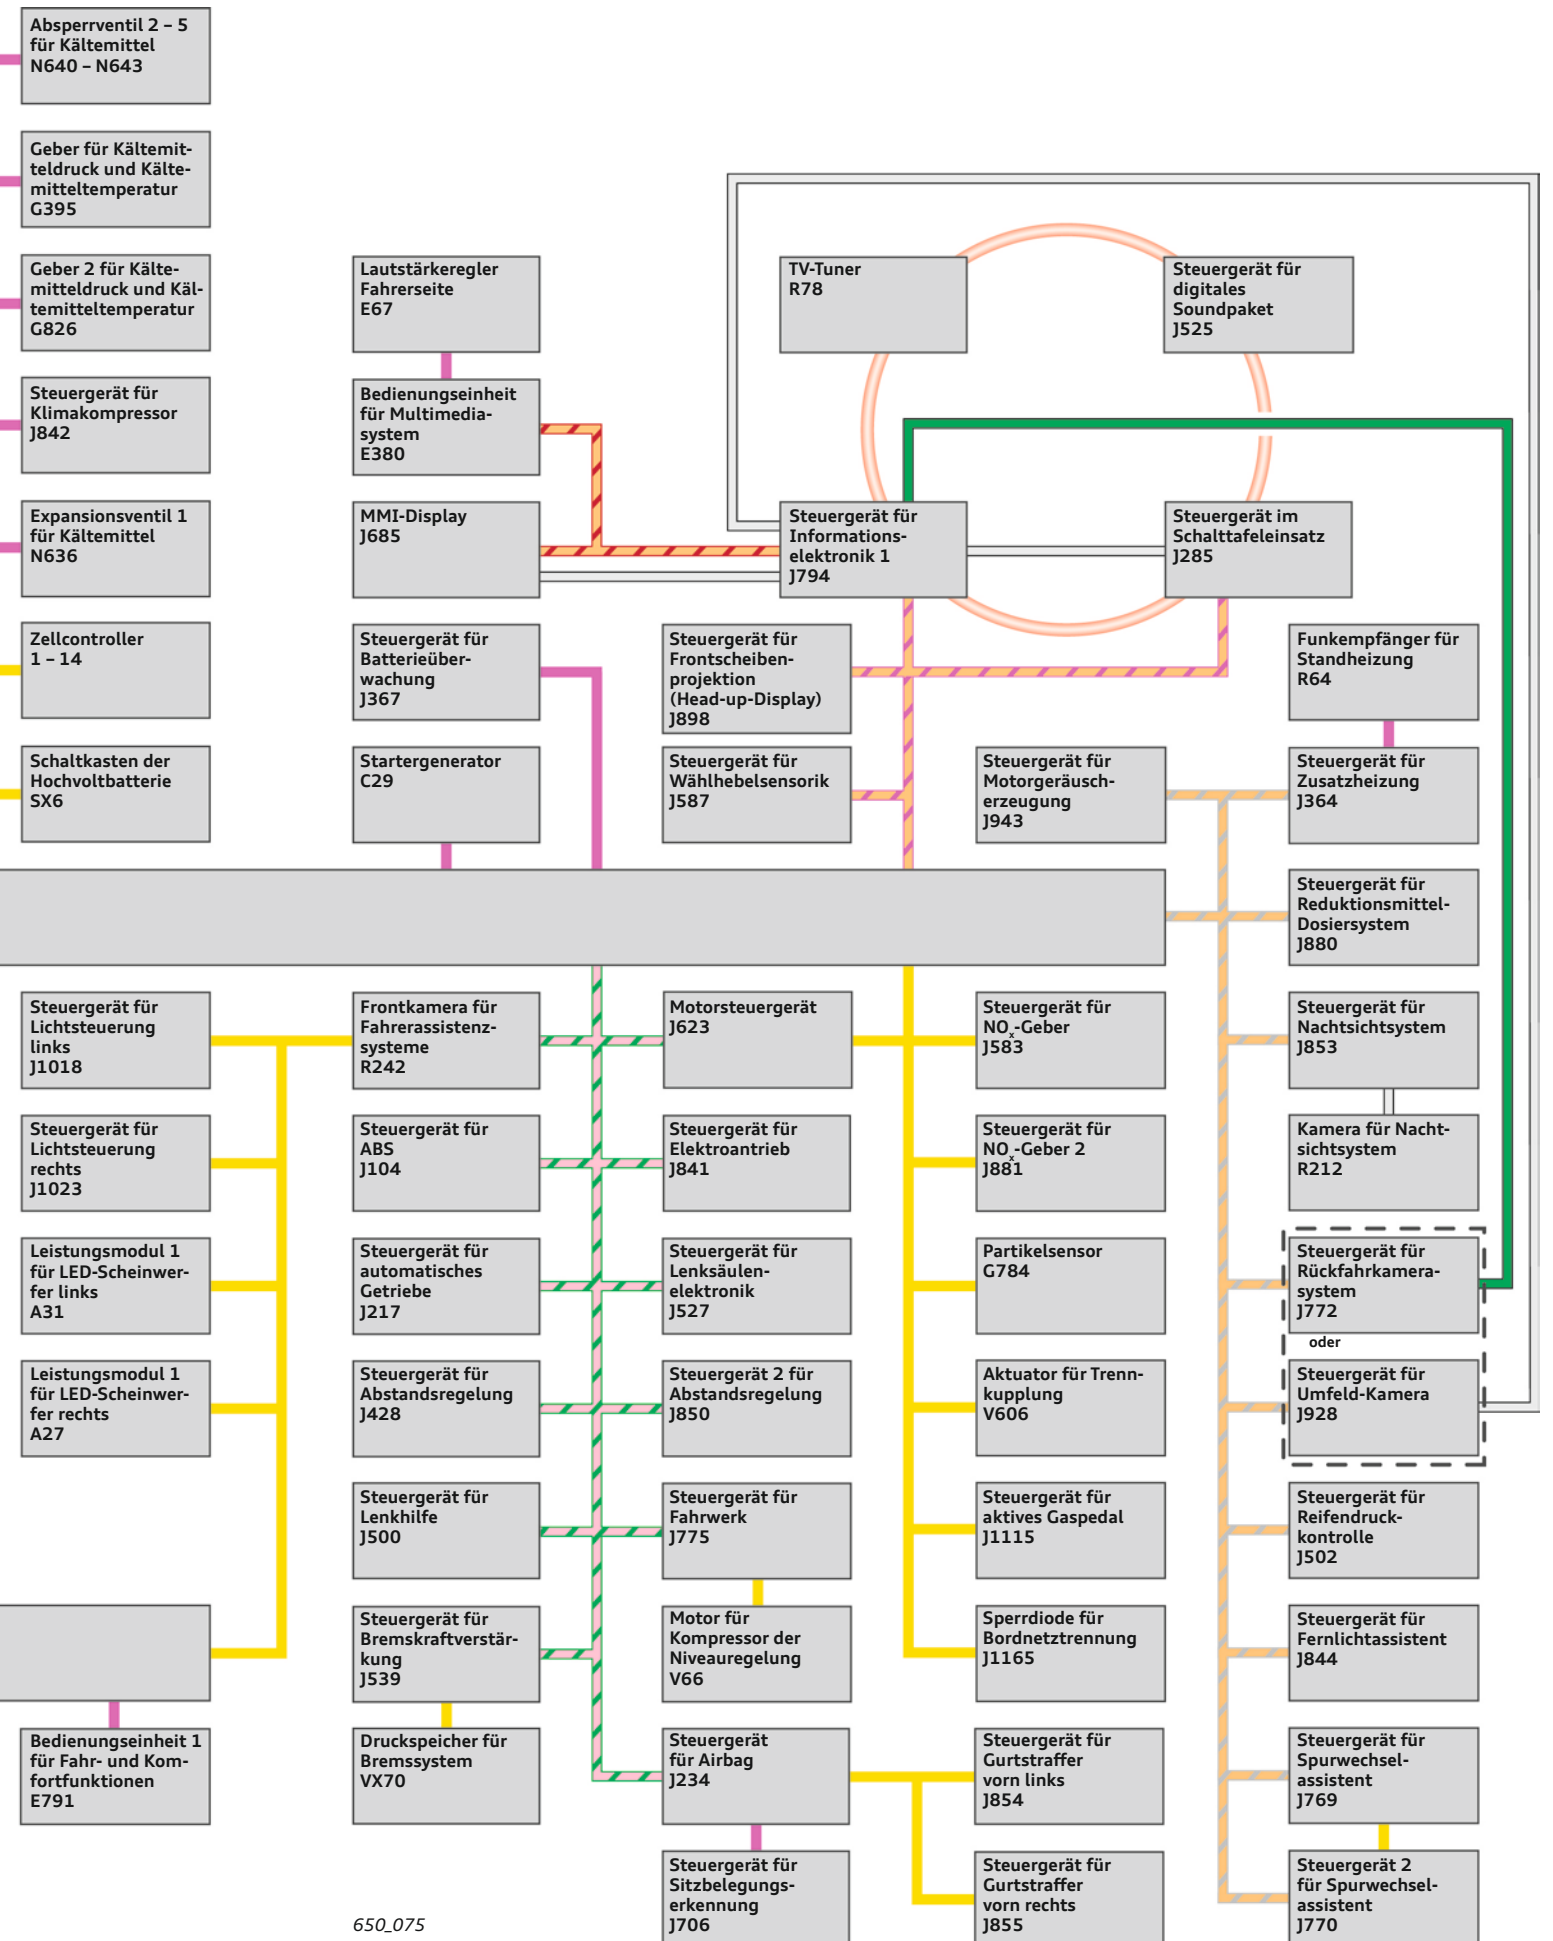 Absperrventil 2 – 5
für Kältemittel
N640 – N643
Geber für Kältemit-
teldruck und Kälte-
mitteltemperatur
G395
Geber 2 für Kälte-
mitteldruck und Käl-
temitteltemperatur
G826
Steuergerät für
Klimakompressor
J842
Expansionsventil 1
für Kältemittel
N636
Zellcontroller
1 – 14
Schaltkasten der
Hochvoltbatterie
SX6
Lautstärkeregler
Fahrerseite
E67
Bedienungseinheit
für Multimedia-
system
E380
MMI-Display
J685
Steuergerät für
Batterieüber-
wachung
J367
Startergenerator
C29
TV-Tuner
R78
Steuergerät für
digitales
Soundpaket
J525
Steuergerät für
Informations-
elektronik 1
J794
Steuergerät im
Schalttafeleinsatz
J285
Steuergerät für
Frontscheiben-
projektion
(Head-up-Display)
J898
Steuergerät für
Wählhebelsensorik
J587
Steuergerät für
Motorgeräusch-
erzeugung
J943
Funkempfänger für
Standheizung
R64
Steuergerät für
Zusatzheizung
J364
Steuergerät für
Reduktionsmittel-
Dosiersystem
J880
Steuergerät für
Lichtsteuerung
links
J1018
Steuergerät für
Lichtsteuerung
rechts
J1023
Leistungsmodul 1
für LED-Scheinwer-
fer links
A31
Leistungsmodul 1
für LED-Scheinwer-
fer rechts
A27
Bedienungseinheit 1
für Fahr- und Kom-
fortfunktionen
E791
Frontkamera für
Fahrerassistenz-
systeme
R242
Steuergerät für
ABS
J104
Steuergerät für
automatisches
Getriebe
J217
Steuergerät für
Abstandsregelung
J428
Steuergerät für
Lenkhilfe
J500
Steuergerät für
Bremskraftverstär-
kung
J539
Druckspeicher für
Bremssystem
VX70
Motorsteuergerät
J623
Steuergerät für
Elektroantrieb
J841
Steuergerät für
Lenksäulen-
elektronik
J527
Steuergerät 2 für
Abstandsregelung
J850
Steuergerät für
Fahrwerk
J775
Motor für
Kompressor der
Niveauregelung
V66
Steuergerät
für Airbag
J234
Steuergerät für
Sitzbelegungs-
erkennung
J706
Steuergerät für
NOx-Geber
J583
Steuergerät für
NOx-Geber 2
J881
Partikelsensor
G784
Aktuator für Trenn-
kupplung
V606
Steuergerät für
aktives Gaspedal
J1115
Sperrdiode für
Bordnetztrennung
J1165
Steuergerät für
Gurtstraffer
vorn links
J854
Steuergerät für
Gurtstraffer
vorn rechts
J855
Steuergerät für
Nachtsichtsystem
J853
Kamera für Nacht-
sichtsystem
R212
Steuergerät für
Rückfahrkamera-
system
J772
oder
Steuergerät für
Umfeld-Kamera
J928
Steuergerät für
Reifendruck-
kontrolle
J502
Steuergerät für
Fernlichtassistent
J844
Steuergerät für
Spurwechsel-
assistent
J769
Steuergerät 2
für Spurwechsel-
assistent
J770
650_075